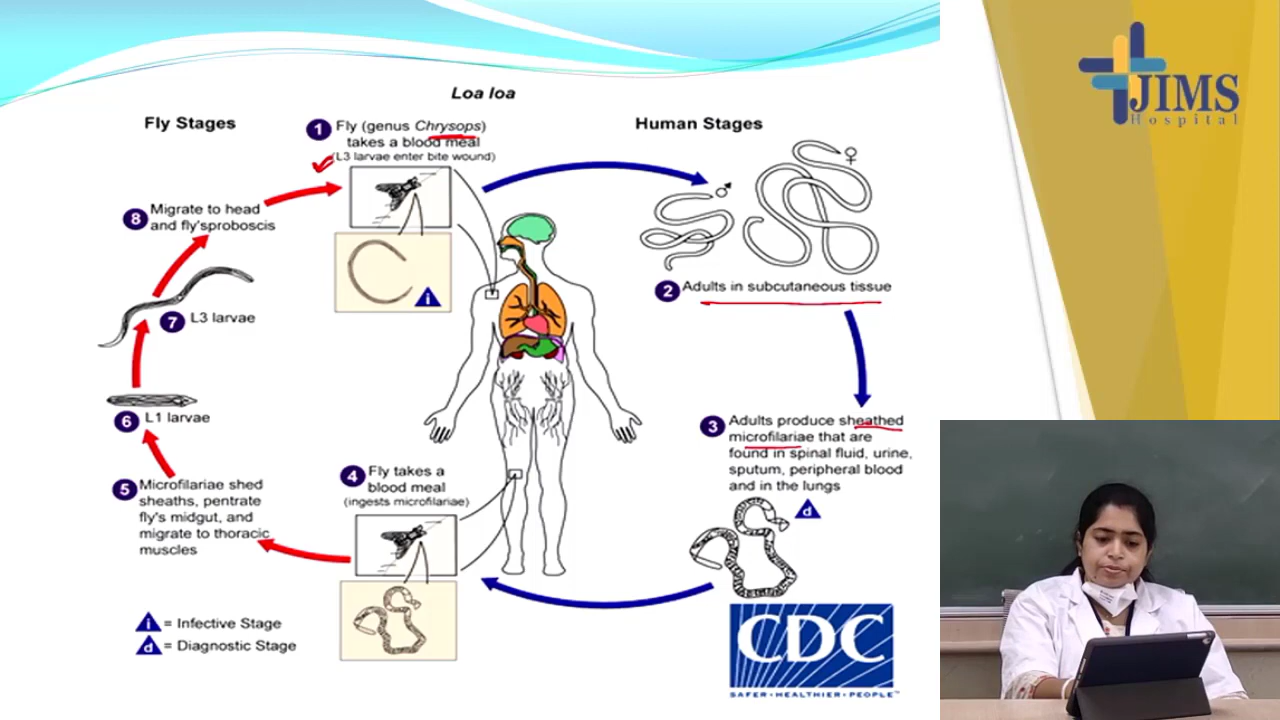 Loa loa
Fly Stages
Human Stages
1 Fly (genus Chrysops)
takes a blood meal
(L3 larvae enter bite wound)
i
♂
♀
2 Adults in subcutaneous tissue
3 Adults produce sheathed
microfilariae that are
found in spinal fluid, urine,
sputum, peripheral blood
and in the lungs
d
4 Fly takes a
blood meal
(ingests microfilariae)
5 Microfilariae shed
sheaths, pentrate
fly's midgut, and
migrate to thoracic
muscles
6 L1 larvae
7 L3 larvae
8 Migrate to head
and fly'sproboscis
i = Infective Stage
d = Diagnostic Stage
CDC
SAFER·HEALTHIER·PEOPLE™
JIMS
Hospital